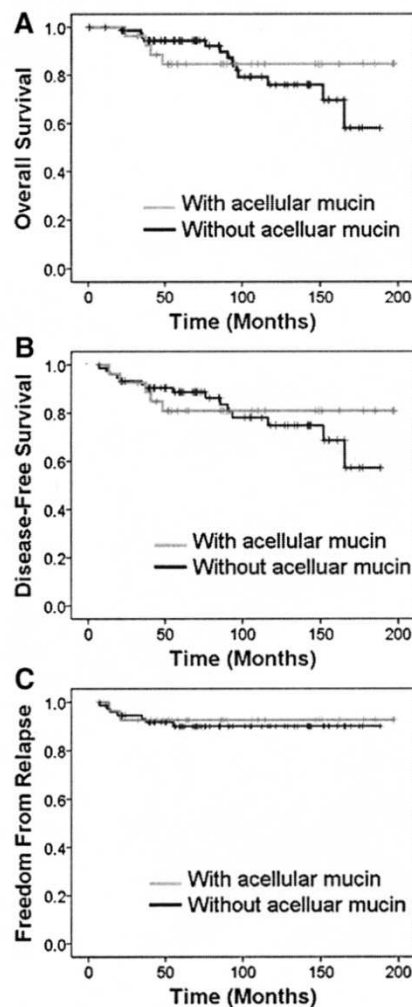 A
Overall Survival
1.0
0.8
0.6
0.4
0.2
0.0
With acellular mucin
Without acelluar mucin
0 50 100 150 200
Time (Months)
B
Disease-Free Survival
1.0
0.8
0.6
0.4
0.2
0.0
With acellular mucin
Without acelluar mucin
0 50 100 150 200
Time (Months)
C
Freedom From Relapse
1.0
0.8
0.6
0.4
0.2
0.0
With acellular mucin
Without acelluar mucin
0 50 100 150 200
Time (Months)